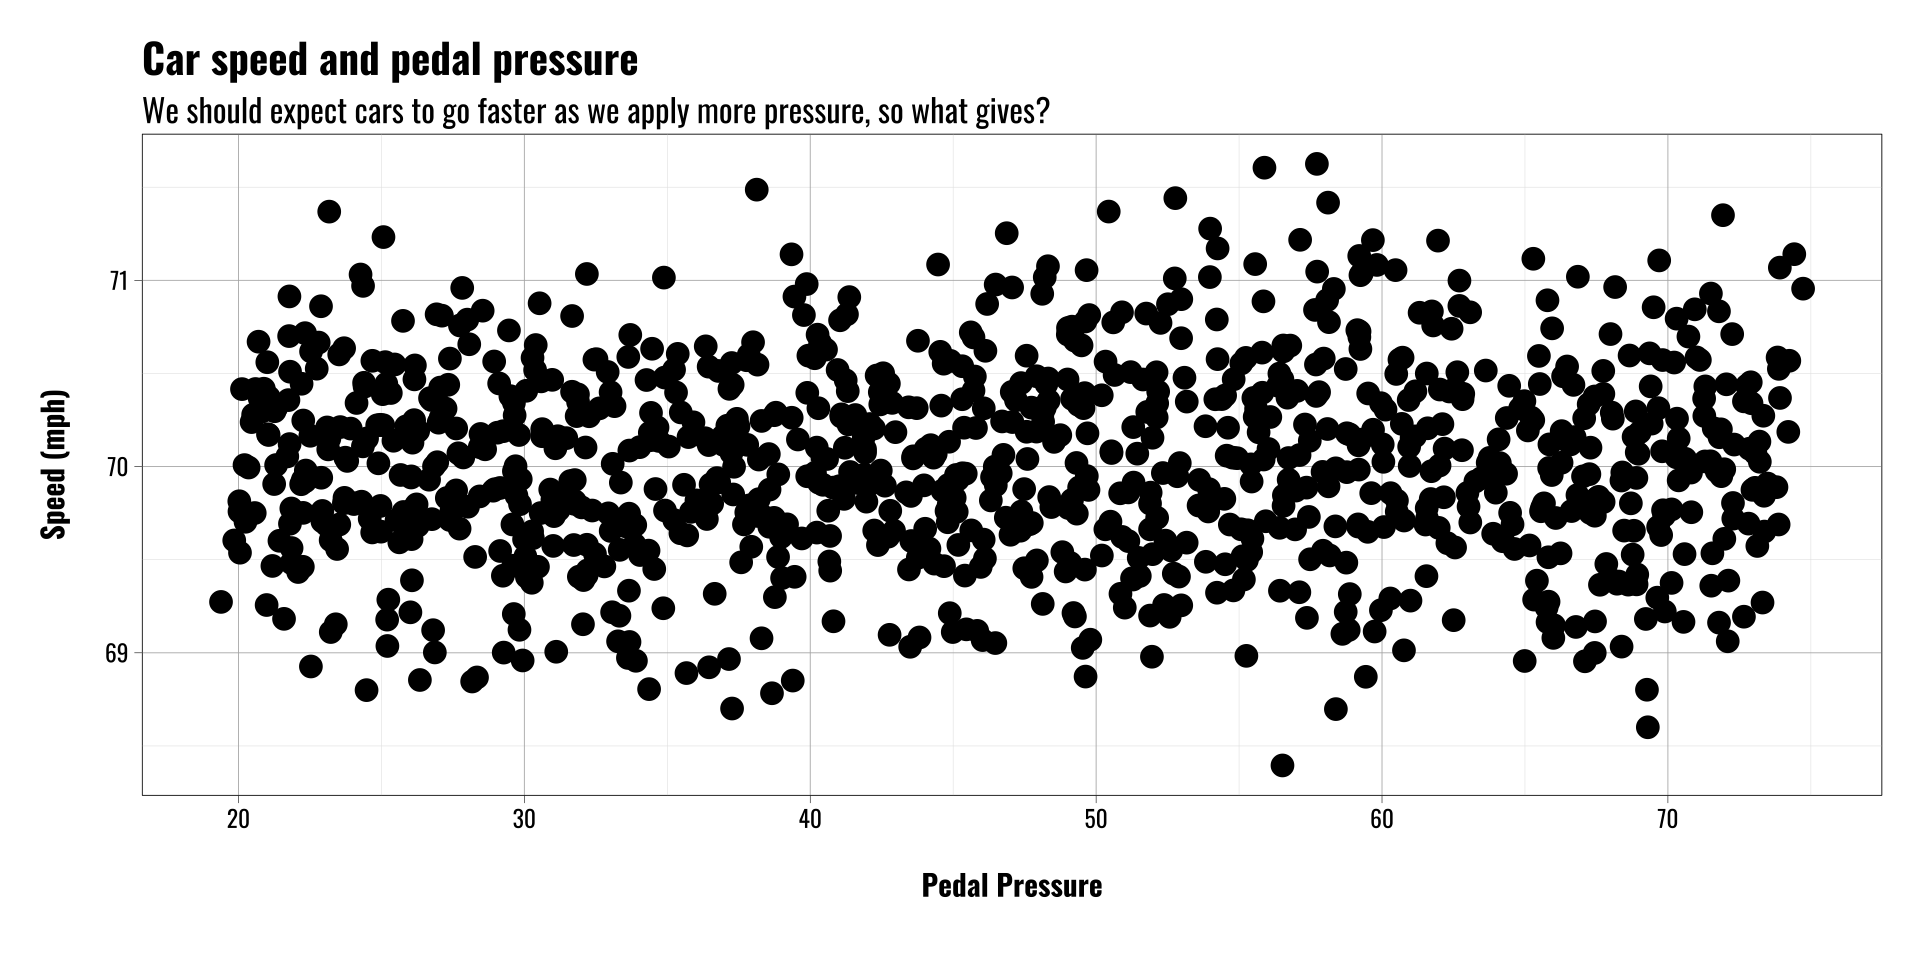 Car speed and pedal pressure
We should expect cars to go faster as we apply more pressure, so what gives?
71
70
69
Speed (mph)
20 30 40 50 60 70
Pedal Pressure